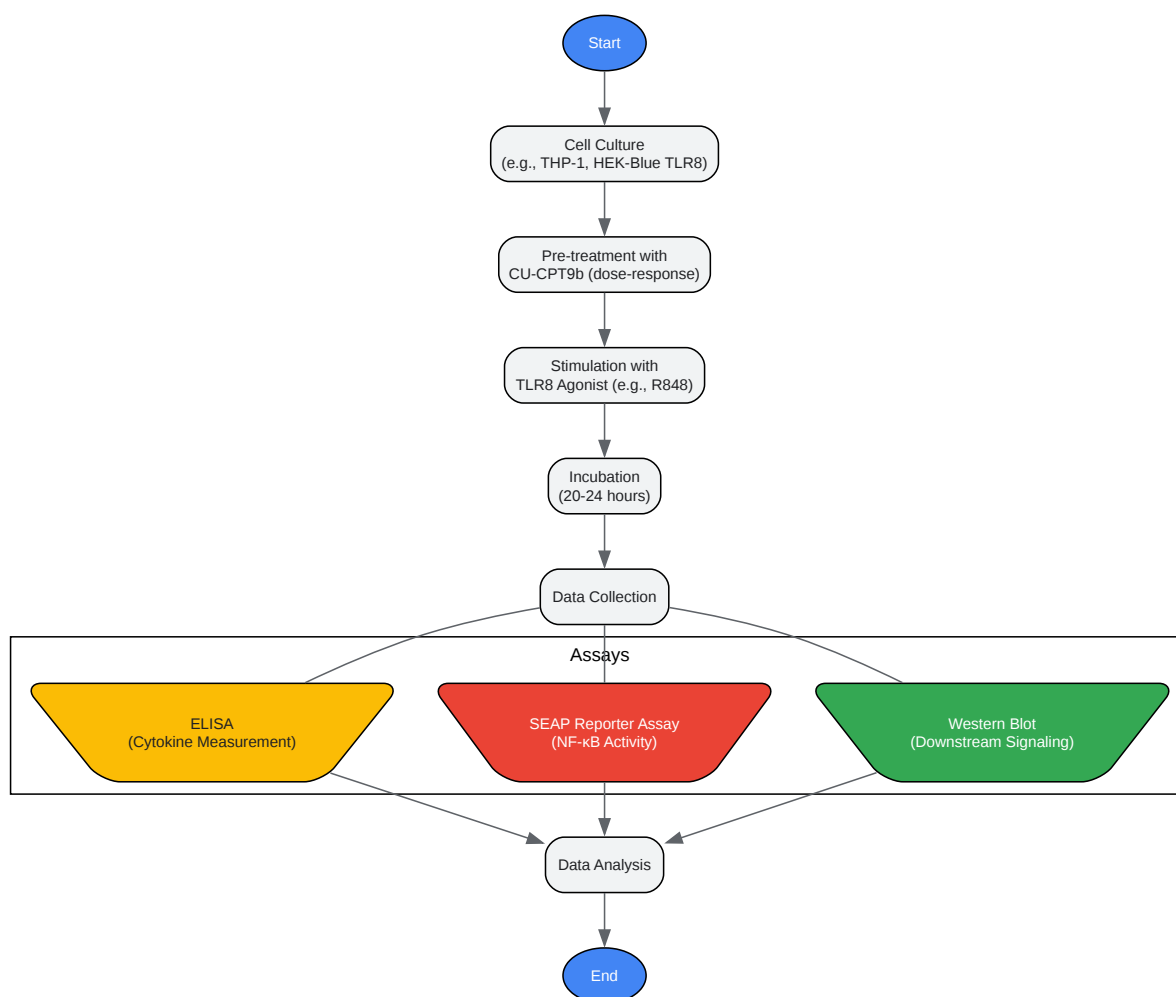 Start
Cell Culture
(e.g., THP-1, HEK-Blue TLR8)
Pre-treatment with
CU-CPT9b (dose-response)
Stimulation with
TLR8 Agonist (e.g., R848)
Incubation
(20-24 hours)
Data Collection
Assays
ELISA
(Cytokine Measurement)
SEAP Reporter Assay
(NF-κB Activity)
Western Blot
(Downstream Signaling)
Data Analysis
End